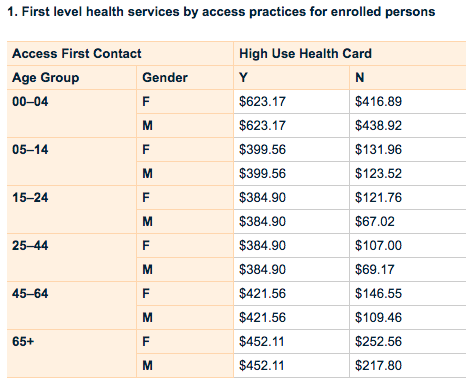 1. First level health services by access practices for enrolled persons
Access First Contact High Use Health Card
Age Group Gender Y N
00–04 F $623.17 $416.89
M $623.17 $438.92
05–14 F $399.56 $131.96
M $399.56 $123.52
15–24 F $384.90 $121.76
M $384.90 $67.02
25–44 F $384.90 $107.00
M $384.90 $69.17
45–64 F $421.56 $146.55
M $421.56 $109.46
65+ F $452.11 $252.56
M $452.11 $217.80